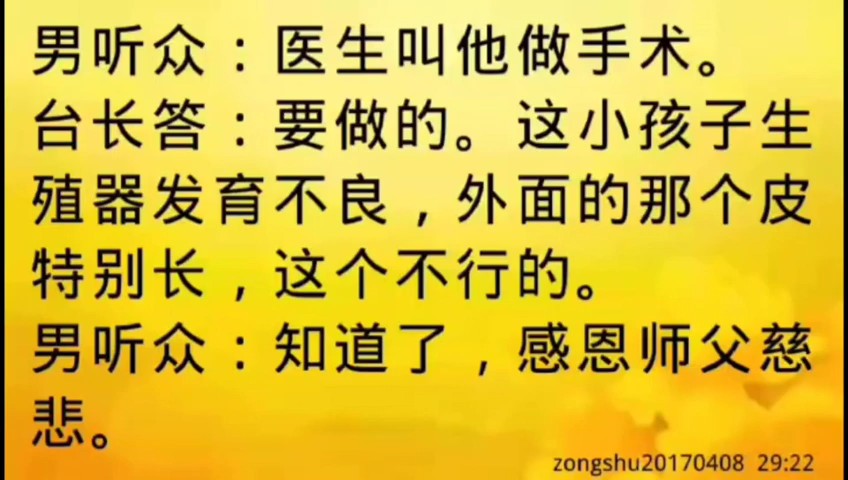 男听众：医生叫他做手术。
台长答：要做的。这小孩子生
殖器发育不良，外面的那个皮
特别长，这个不行的。
男听众：知道了，感恩师父慈
悲。
zongshu20170408 29:22